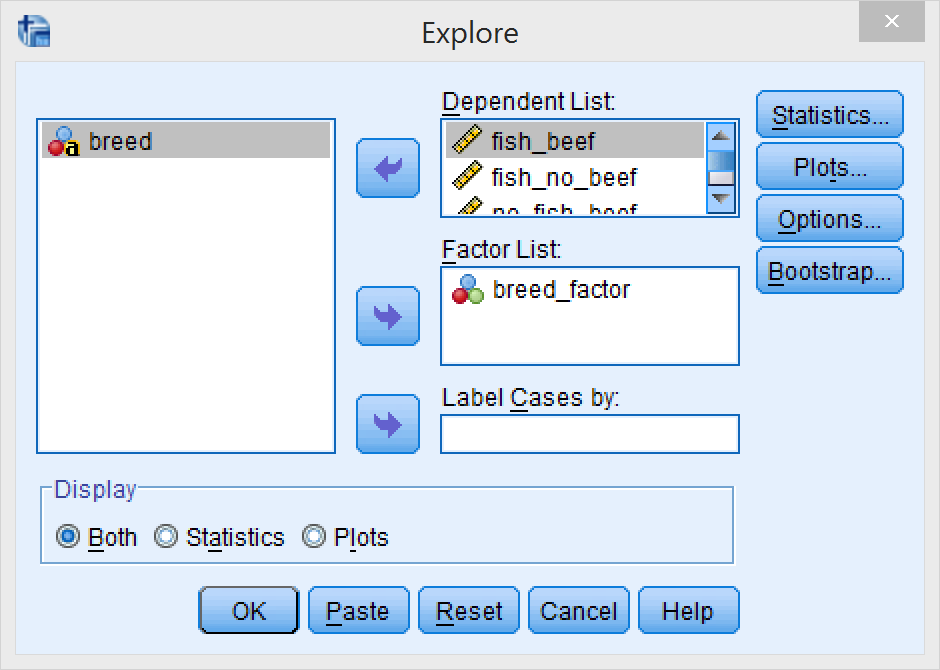 Explore
breed
Dependent List:
fish_beef
fish_no_beef
no_fish_beef
Factor List:
breed_factor
Label Cases by:
Statistics...
Plots...
Options...
Bootstrap...
Display
Both Statistics Plots
OK Paste Reset Cancel Help